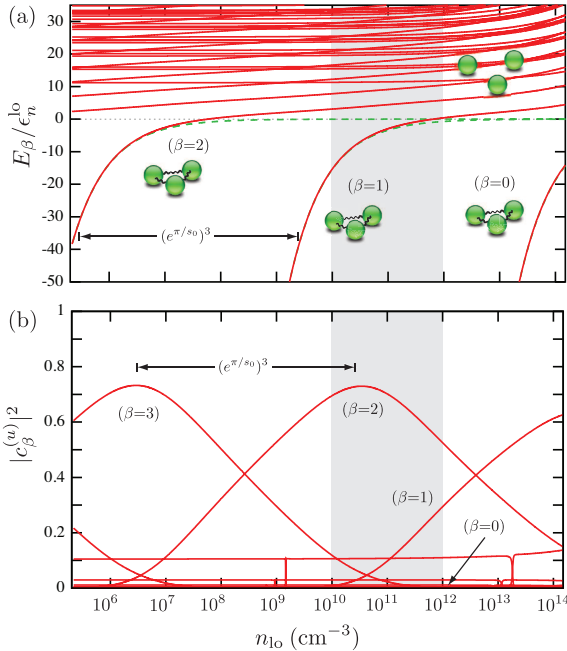 (a)
35
30
20
10
0
-10
-20
-30
-40
-50
E_β/ϵ_n^lo
(β=2)
(β=1)
(β=0)
(e^{π/s_0})^3
(b)
1
0.8
0.6
0.4
0.2
0
|c_β^{(u)}|^2
(e^{π/s_0})^3
(β=3)
(β=2)
(β=1)
(β=0)
10^6 10^7 10^8 10^9 10^10 10^11 10^12 10^13 10^14
n_lo (cm^−3)